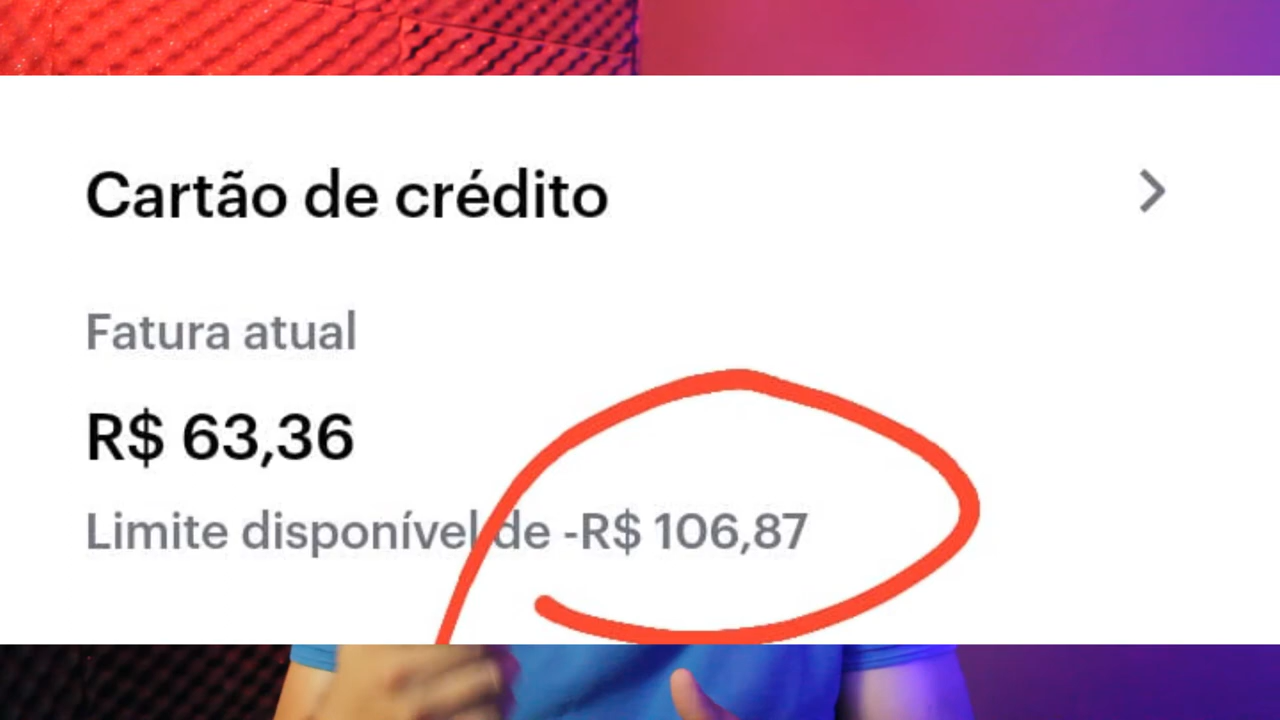 Cartão de crédito
Fatura atual
R$ 63,36
Limite disponível de -R$ 106,87